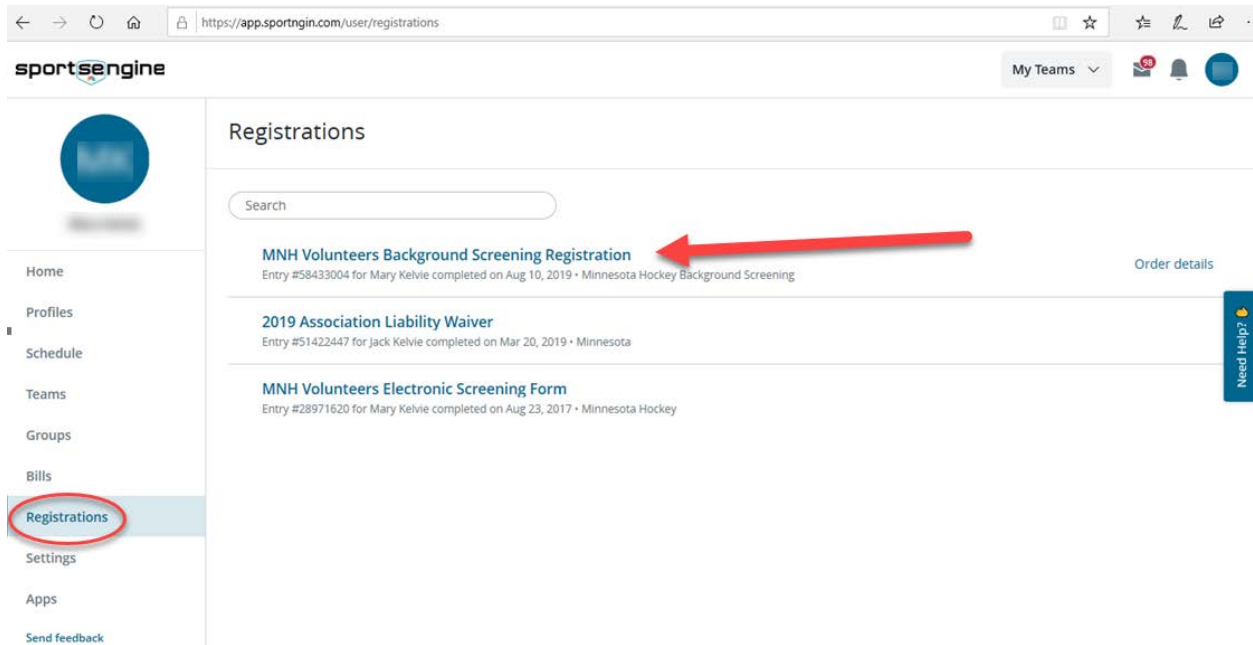 https://app.sportngin.com/user/registrations
sportsengine
My Teams
98
Registrations
Search
MNH Volunteers Background Screening Registration
Entry #58433004 for Mary Kelvie completed on Aug 10, 2019 • Minnesota Hockey Background Screening
Order details
2019 Association Liability Waiver
Entry #51422447 for Jack Kelvie completed on Mar 20, 2019 • Minnesota
MNH Volunteers Electronic Screening Form
Entry #28971620 for Mary Kelvie completed on Aug 23, 2017 • Minnesota Hockey
Need Help?
Home
Profiles
Schedule
Teams
Groups
Bills
Registrations
Settings
Apps
Send feedback